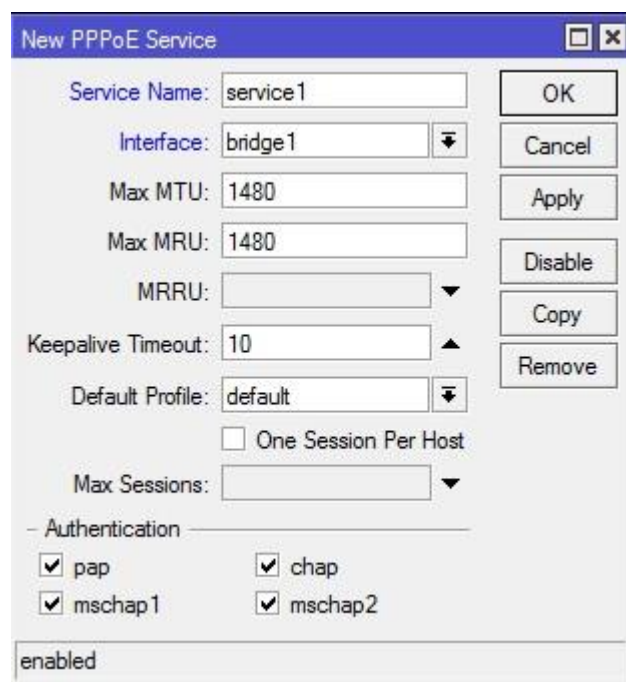 New PPPoE Service
Service Name: service1
OK
Interface: bridge1
Cancel
Max MTU: 1480
Apply
Max MRU: 1480
Disable
MRRU:
Copy
Keepalive Timeout: 10
Remove
Default Profile: default
One Session Per Host
Max Sessions:
Authentication
pap chap
mschap1 mschap2
enabled